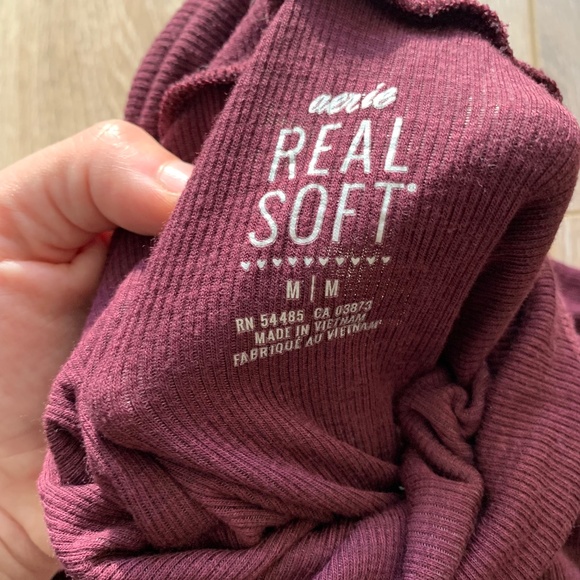 aerie
REAL
SOFT®
M | M
RN 54485 CA 03873
MADE IN VIETNAM
FABRIQUÉ AU VIETNAM